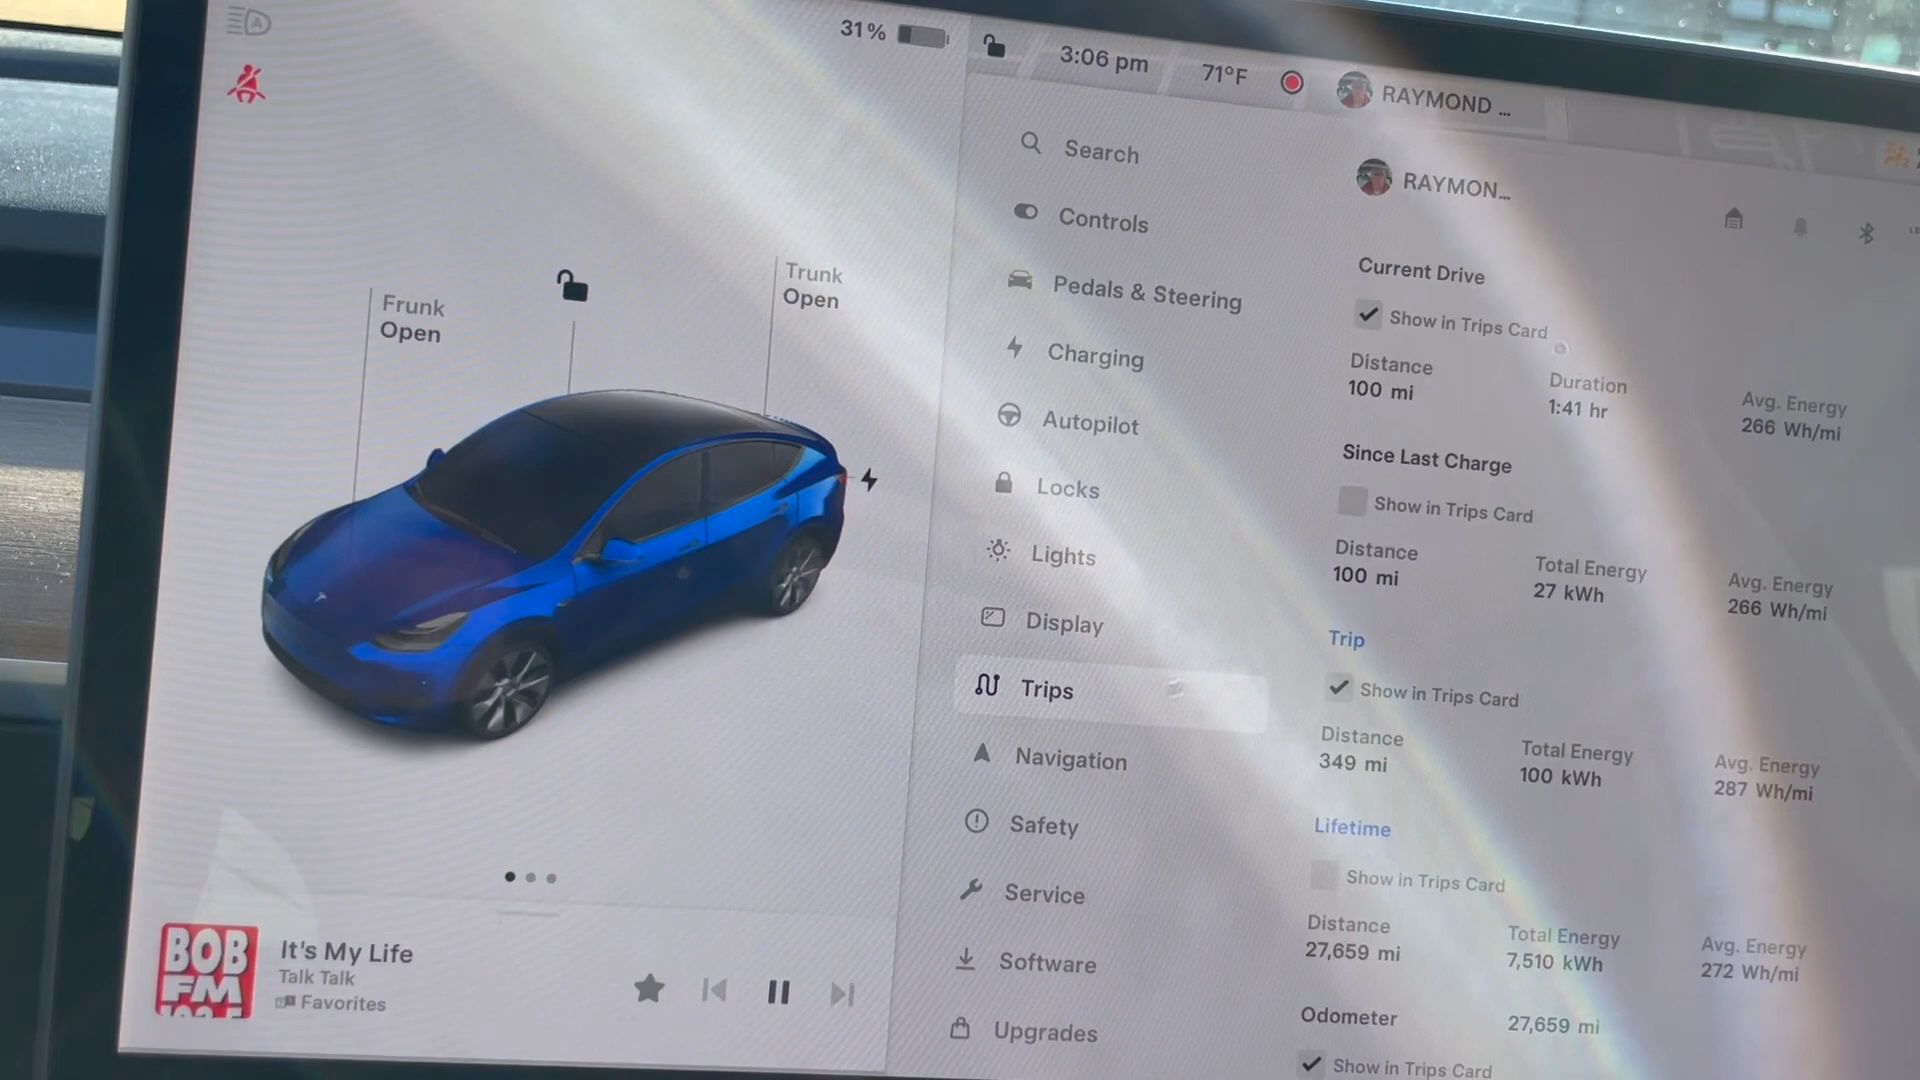 31%
3:06 pm
71°F
RAYMOND ...
Frunk
Open
Trunk
Open
It's My Life
Talk Talk
Favorites
BOB
FM
Search
Controls
Pedals & Steering
Charging
Autopilot
Locks
Lights
Display
Trips
Navigation
Safety
Service
Software
Upgrades
RAYMON...
Current Drive
Show in Trips Card
Distance
100 mi
Duration
1:41 hr
Avg. Energy
266 Wh/mi
Since Last Charge
Show in Trips Card
Distance
100 mi
Total Energy
27 kWh
Avg. Energy
266 Wh/mi
Trip
Show in Trips Card
Distance
349 mi
Total Energy
100 kWh
Avg. Energy
287 Wh/mi
Lifetime
Show in Trips Card
Distance
27,659 mi
Total Energy
7,510 kWh
Avg. Energy
272 Wh/mi
Odometer
27,659 mi
Show in Trips Card